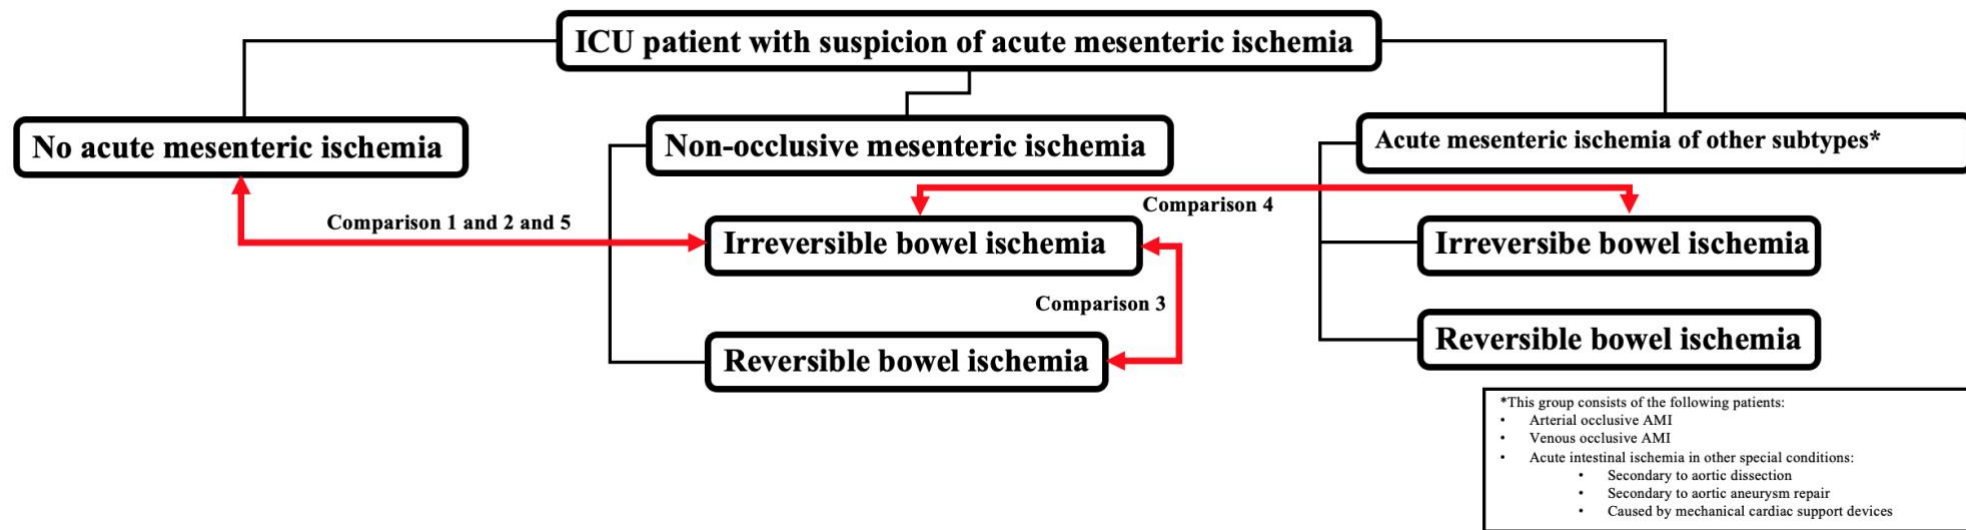 ICU patient with suspicion of acute mesenteric ischemia
No acute mesenteric ischemia
Non-occlusive mesenteric ischemia
Acute mesenteric ischemia of other subtypes*
Comparison 1 and 2 and 5
Comparison 4
Irreversible bowel ischemia
Irreversibe bowel ischemia
Comparison 3
Reversible bowel ischemia
Reversible bowel ischemia
*This group consists of the following patients:
• Arterial occlusive AMI
• Venous occlusive AMI
• Acute intestinal ischemia in other special conditions:
• Secondary to aortic dissection
• Secondary to aortic aneurysm repair
• Caused by mechanical cardiac support devices